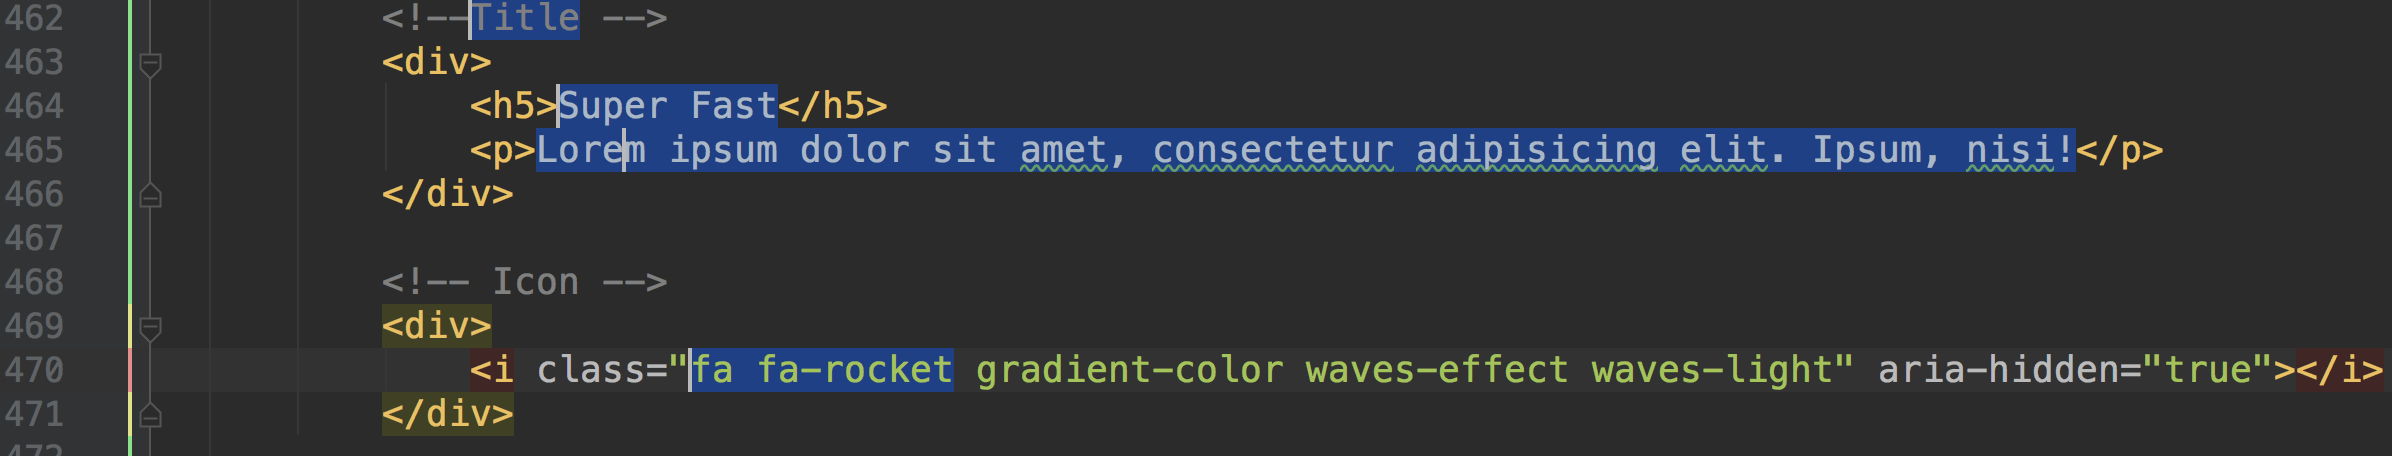 462 <!--Title -->
463 <div>
464 <h5>Super Fast</h5>
465 <p>Lorem ipsum dolor sit amet, consectetur adipisicing elit. Ipsum, nisi!</p>
466 </div>
467
468 <!-- Icon -->
469 <div>
470 <i class="fa fa-rocket gradient-color waves-effect waves-light" aria-hidden="true"></i>
471 </div>
472